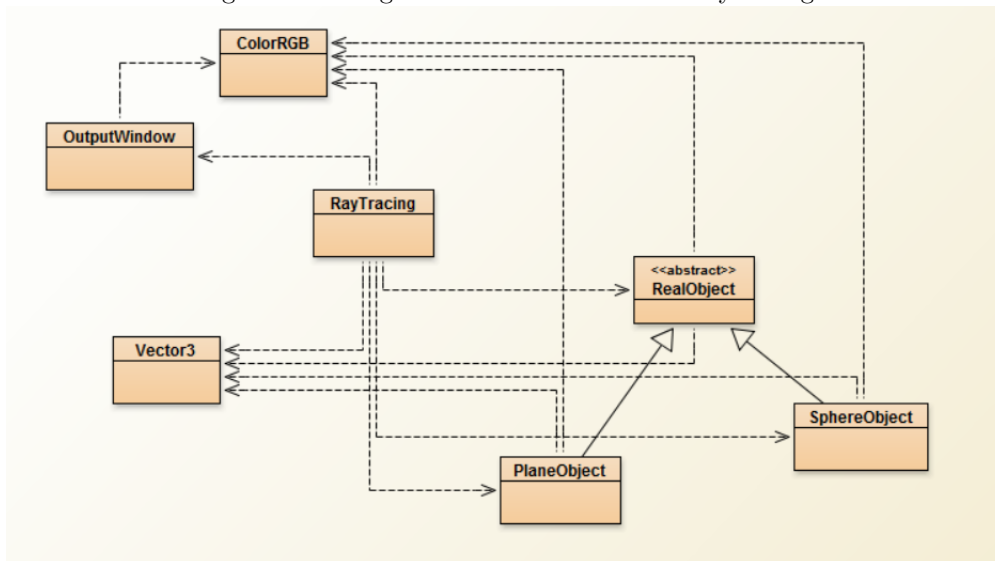 ColorRGB
OutputWindow
RayTracing
<<abstract>>
RealObject
Vector3
SphereObject
PlaneObject